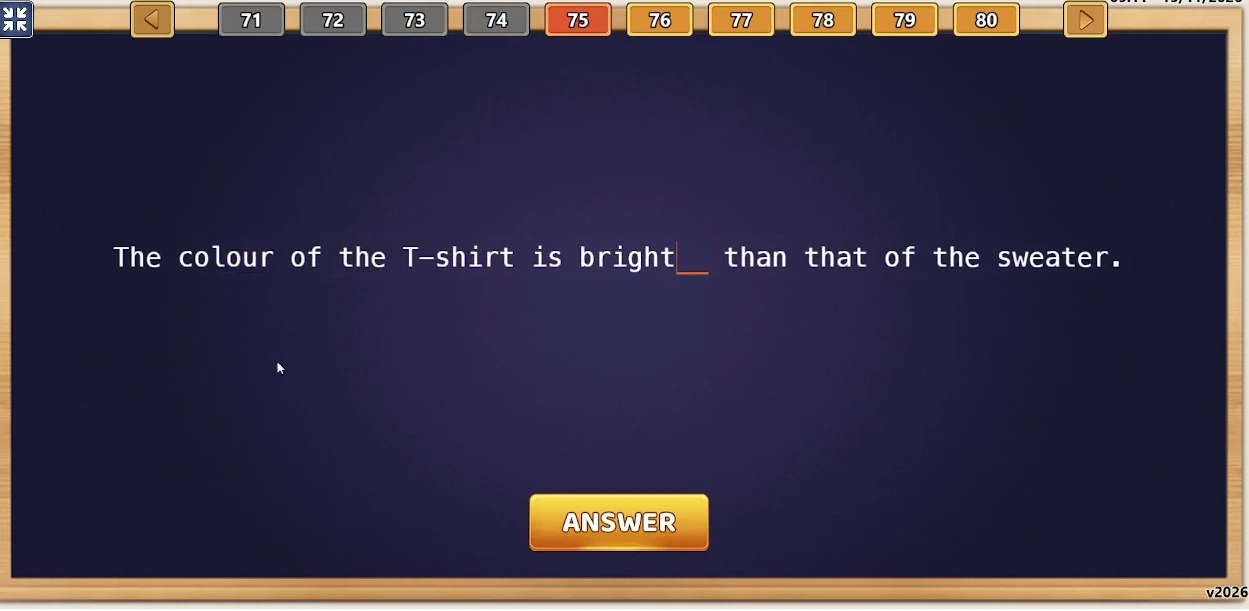 71 72 73 74 75 76 77 78 79 80
The colour of the T-shirt is bright__ than that of the sweater.
ANSWER
v2026